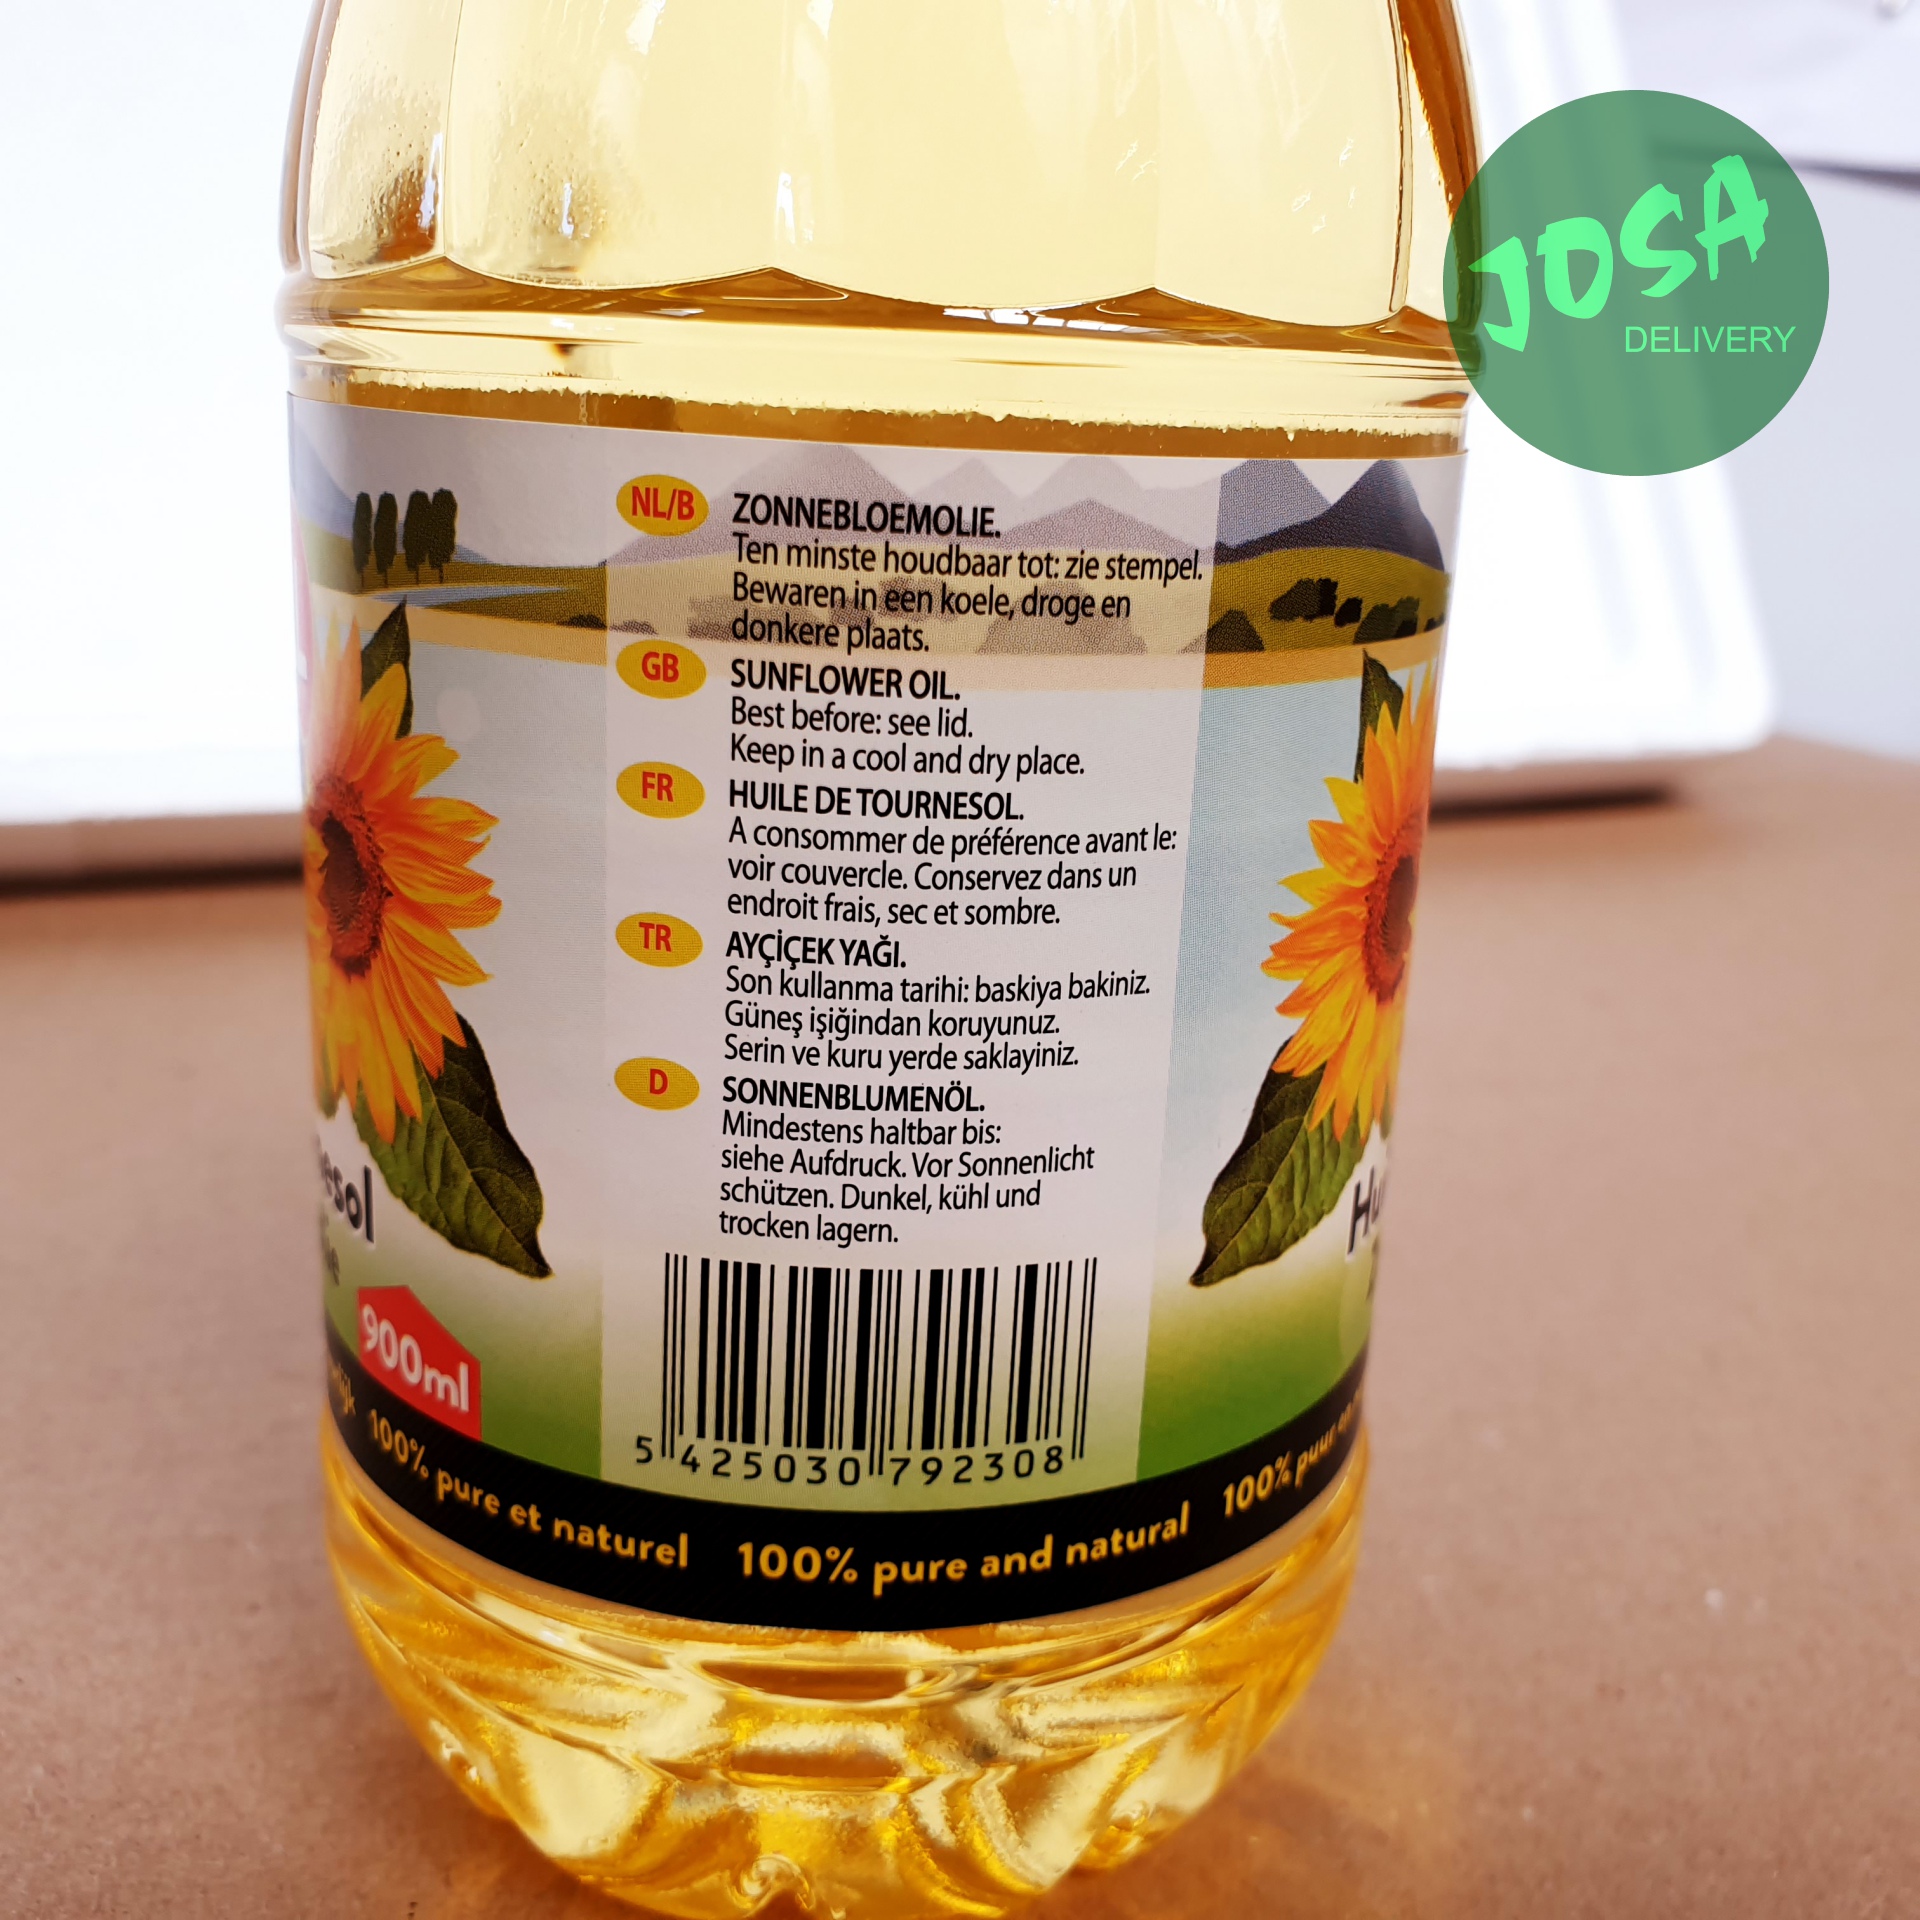 JOSA
DELIVERY
NL/B
ZONNEBLOEMOLIE.
Ten minste houdbaar tot: zie stempel.
Bewaren in een koele, droge en
donkere plaats.
GB
SUNFLOWER OIL.
Best before: see lid.
Keep in a cool and dry place.
FR
HUILE DE TOURNESOL.
A consommer de préférence avant le:
voir couvercle. Conservez dans un
endroit frais, sec et sombre.
TR
AYÇİÇEK YAĞI.
Son kullanma tarihi: baskiya bakiniz.
Güneş işiğindan koruyunuz.
Serin ve kuru yerde saklayiniz.
D
SONNENBLUMENÖL.
Mindestens haltbar bis:
siehe Aufdruck. Vor Sonnenlicht
schützen. Dunkel, kühl und
trocken lagern.
900ml
5 425030 792308
100% pure et naturel 100% pure and natural 100% puur